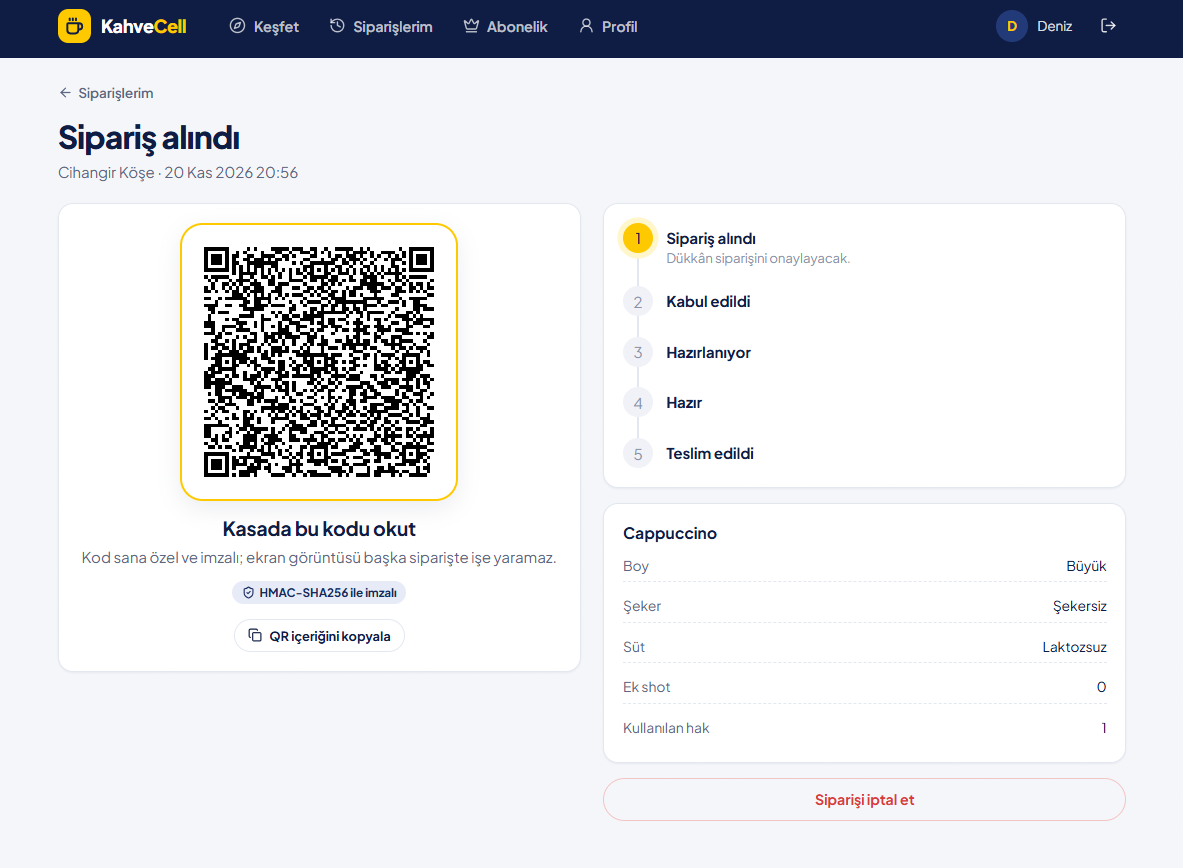 KahveCell
Keşfet
Siparişlerim
Abonelik
Profil
D
Deniz
← Siparişlerim
Sipariş alındı
Cihangir Köşe · 20 Kas 2026 20:56
Kasada bu kodu okut
Kod sana özel ve imzalı; ekran görüntüsü başka siparişte işe yaramaz.
HMAC-SHA256 ile imzalı
QR içeriğini kopyala
1 Sipariş alındı
Dükkân siparişini onaylayacak.
2 Kabul edildi
3 Hazırlanıyor
4 Hazır
5 Teslim edildi
Cappuccino
Boy Büyük
Şeker Şekersiz
Süt Laktozsuz
Ek shot 0
Kullanılan hak 1
Siparişi iptal et